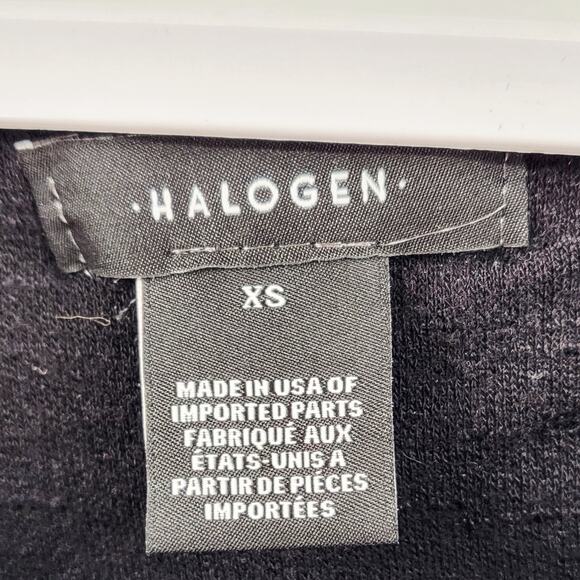 ·HALOGEN·
XS
MADE IN USA OF
IMPORTED PARTS
FABRIQUÉ AUX
ÉTATS-UNIS A
PARTIR DE PIÈCES
IMPORTÉES